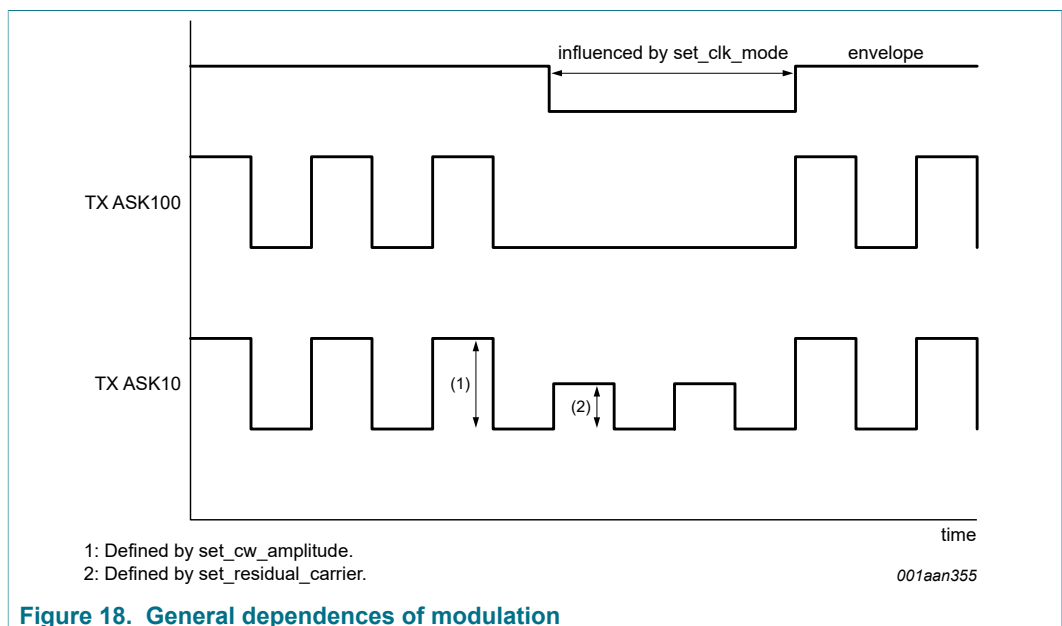 influenced by set_clk_mode
envelope
TX ASK100
TX ASK10
(1)
(2)
time
1: Defined by set_cw_amplitude.
2: Defined by set_residual_carrier.
001aan355
Figure 18. General dependences of modulation